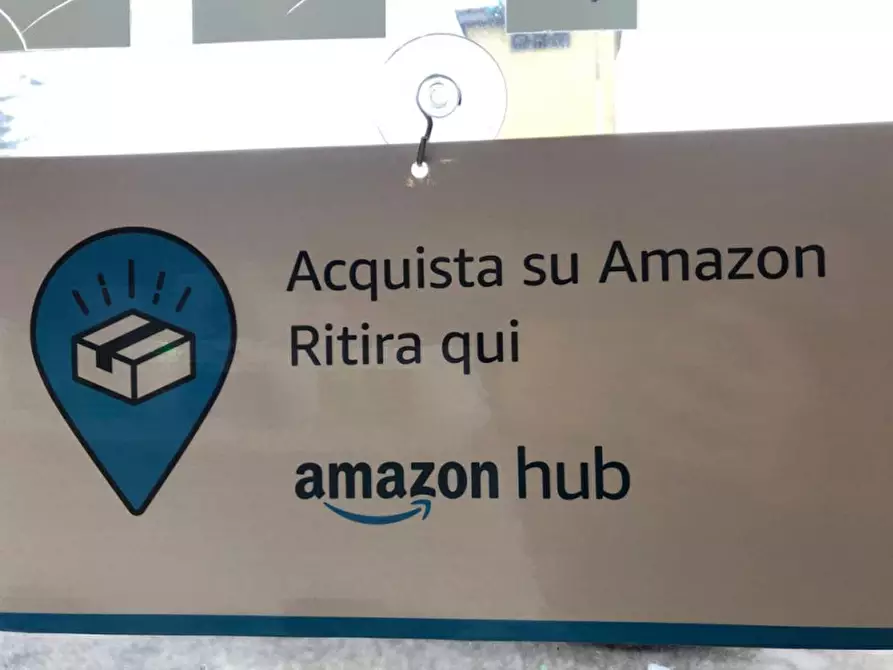 Acquista su Amazon
Ritira qui
amazon hub